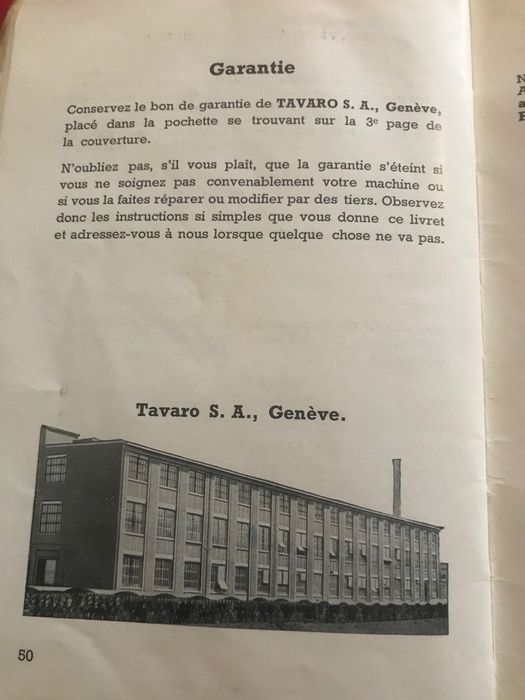 Garantie
Conservez le bon de garantie de TAVARO S. A., Genève,
placé dans la pochette se trouvant sur la 3e page de
la couverture.
N'oubliez pas, s'il vous plaît, que la garantie s'éteint si
vous ne soignez pas convenablement votre machine ou
si vous la faites réparer ou modifier par des tiers. Observez
donc les instructions si simples que vous donne ce livret
et adressez-vous à nous lorsque quelque chose ne va pas.
Tavaro S. A., Genève.
50